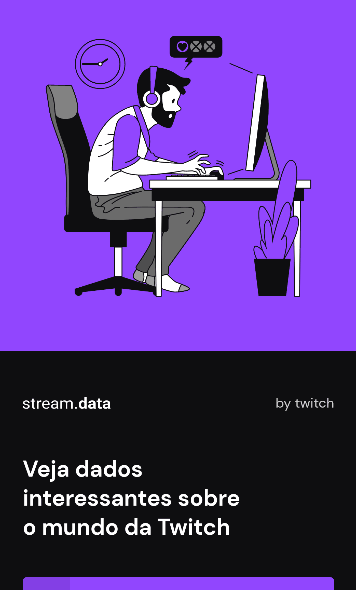 stream.data
by twitch
Veja dados
interessantes sobre
o mundo da Twitch